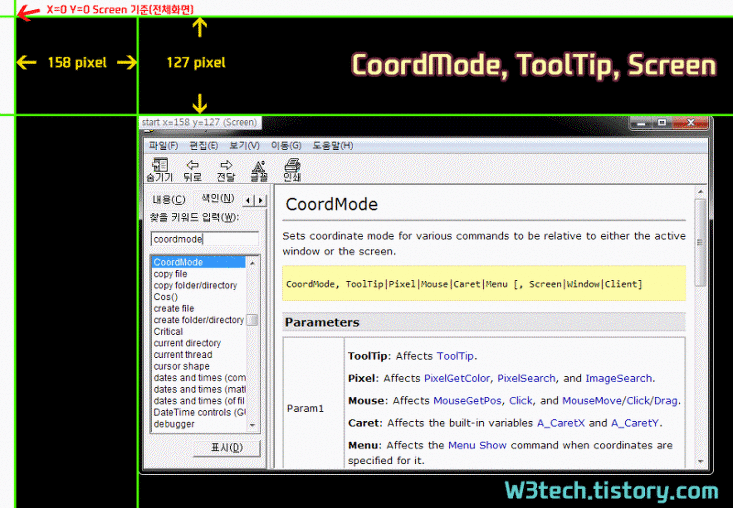 X=0 Y=0 Screen 기준(전체화면)
158 pixel
127 pixel
CoordMode, ToolTip, Screen
start x=158 y=127 (Screen)
파일(F) 편집(E) 보기(V) 이동(G) 도움말(H)
숨기기 뒤로 전달 글꼴 인쇄
내용(C) 색인(N)
찾을 키워드 입력(W):
coordmode
CoordMode
copy file
copy folder/directory
Cos()
create file
create folder/directory
Critical
current directory
current thread
cursor shape
dates and times (com
dates and times (mat
dates and times (of fil
DateTime controls (GU
debugger
표시(D)
CoordMode
Sets coordinate mode for various commands to be relative to either the active
window or the screen.
CoordMode, ToolTip|Pixel|Mouse|Caret|Menu [, Screen|Window|Client]
Parameters
Param1
ToolTip: Affects ToolTip.
Pixel: Affects PixelGetColor, PixelSearch, and ImageSearch.
Mouse: Affects MouseGetPos, Click, and MouseMove/Click/Drag.
Caret: Affects the built-in variables A_CaretX and A_CaretY.
Menu: Affects the Menu Show command when coordinates are
specified for it.
W3tech.tistory.com